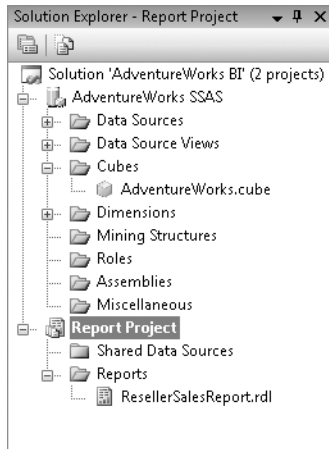 Solution Explorer - Report Project
Solution 'AdventureWorks BI' (2 projects)
AdventureWorks SSAS
Data Sources
Data Source Views
Cubes
AdventureWorks.cube
Dimensions
Mining Structures
Roles
Assemblies
Miscellaneous
Report Project
Shared Data Sources
Reports
ResellerSalesReport.rdl